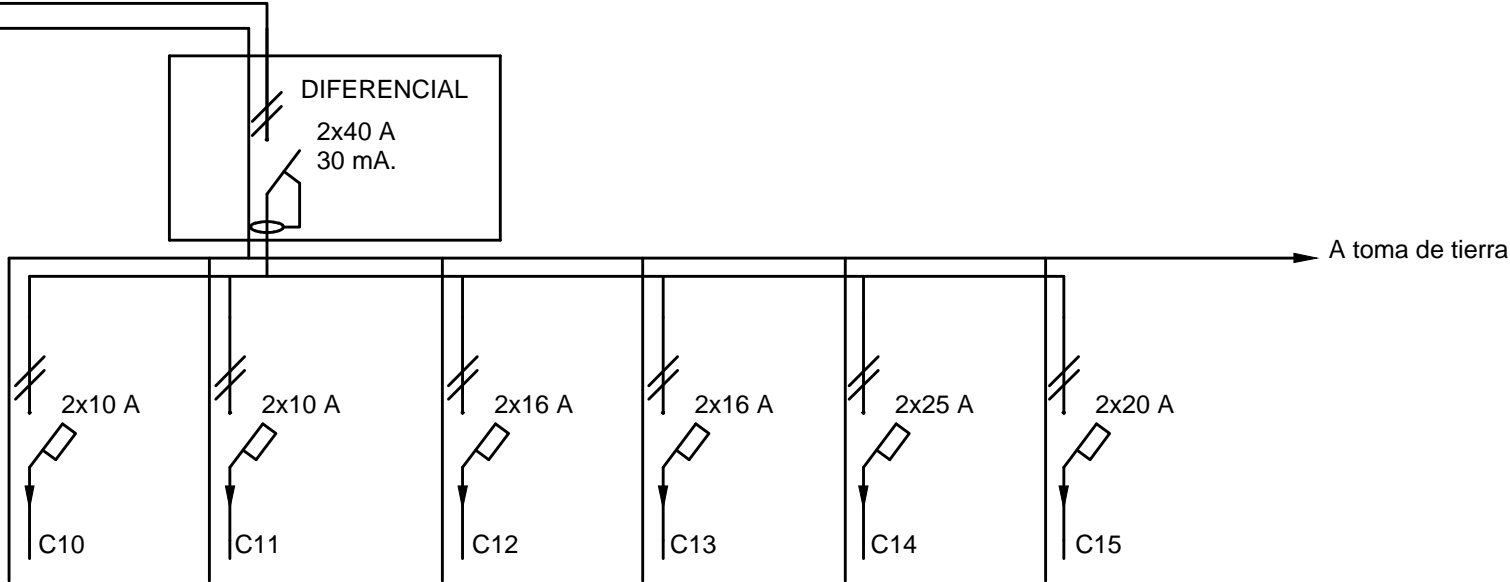 DIFERENCIAL
2x40 A
30 mA.
A toma de tierra
2x10 A
2x10 A
2x16 A
2x16 A
2x25 A
2x20 A
C10
C11
C12
C13
C14
C15